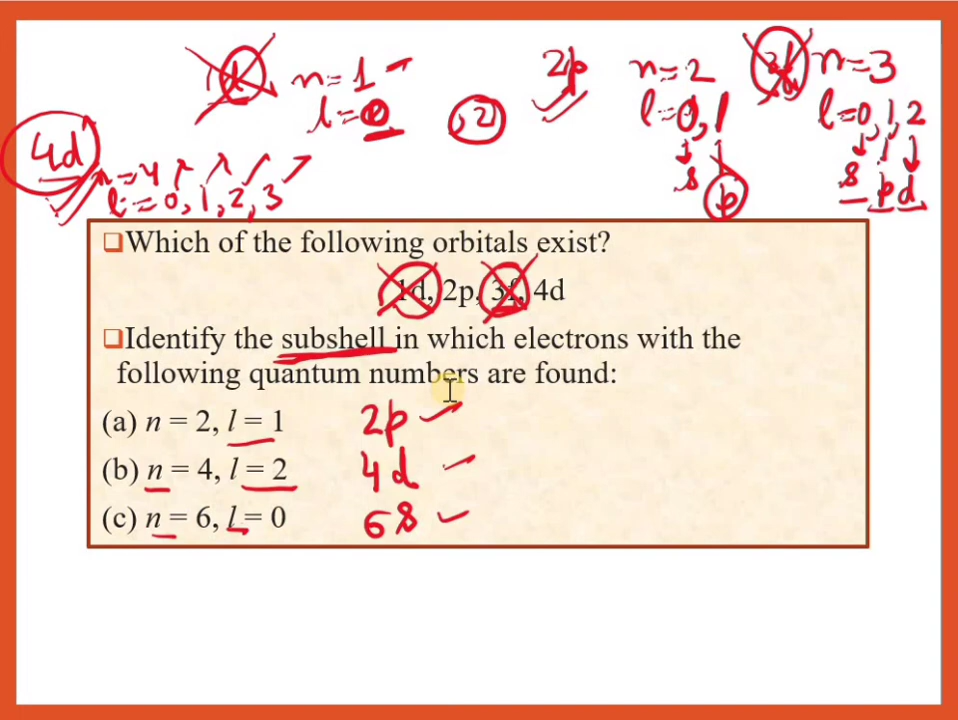 n=1 2p n=2 n=3
l=0 ,2) l=0,1 l=0,1,2
4d n=4 s p s p d
l=0,1,2,3
❑Which of the following orbitals exist?
1d, 2p, 3f, 4d
❑Identify the subshell in which electrons with the
following quantum numbers are found:
(a) n = 2, l = 1 2p
(b) n = 4, l = 2 4d
(c) n = 6, l = 0 6s